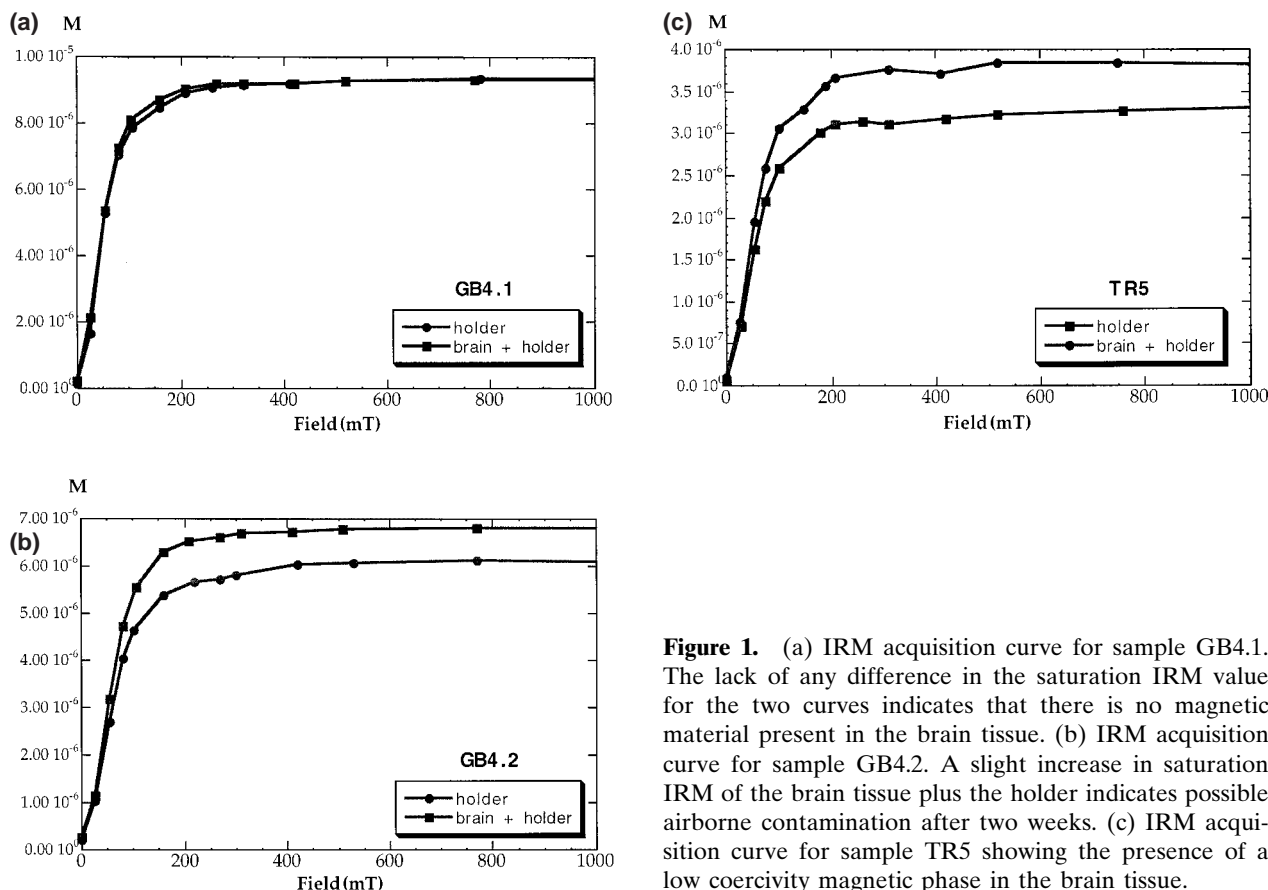 (a)
M
1.00 10-5
8.00 10-6
6.00 10-6
4.00 10-6
2.00 10-6
0.00 100
0
200
400
600
800
1000
Field (mT)
GB4.1
holder
brain + holder
(c)
M
4.0 10-6
3.5 10-6
3.0 10-6
2.5 10-6
2.0 10-6
1.5 10-6
1.0 10-6
5.0 10-7
0.0 100
0
200
400
600
800
1000
Field (mT)
TR5
holder
brain + holder
(b)
M
7.00 10-6
6.00 10-6
5.00 10-6
4.00 10-6
3.00 10-6
2.00 10-6
1.00 10-6
0.00 100
0
200
400
600
800
1000
Field (mT)
GB4.2
holder
brain + holder
Figure 1. (a) IRM acquisition curve for sample GB4.1.
The lack of any difference in the saturation IRM value
for the two curves indicates that there is no magnetic
material present in the brain tissue. (b) IRM acquisition
curve for sample GB4.2. A slight increase in saturation
IRM of the brain tissue plus the holder indicates possible
airborne contamination after two weeks. (c) IRM acqui-
sition curve for sample TR5 showing the presence of a
low coercivity magnetic phase in the brain tissue.